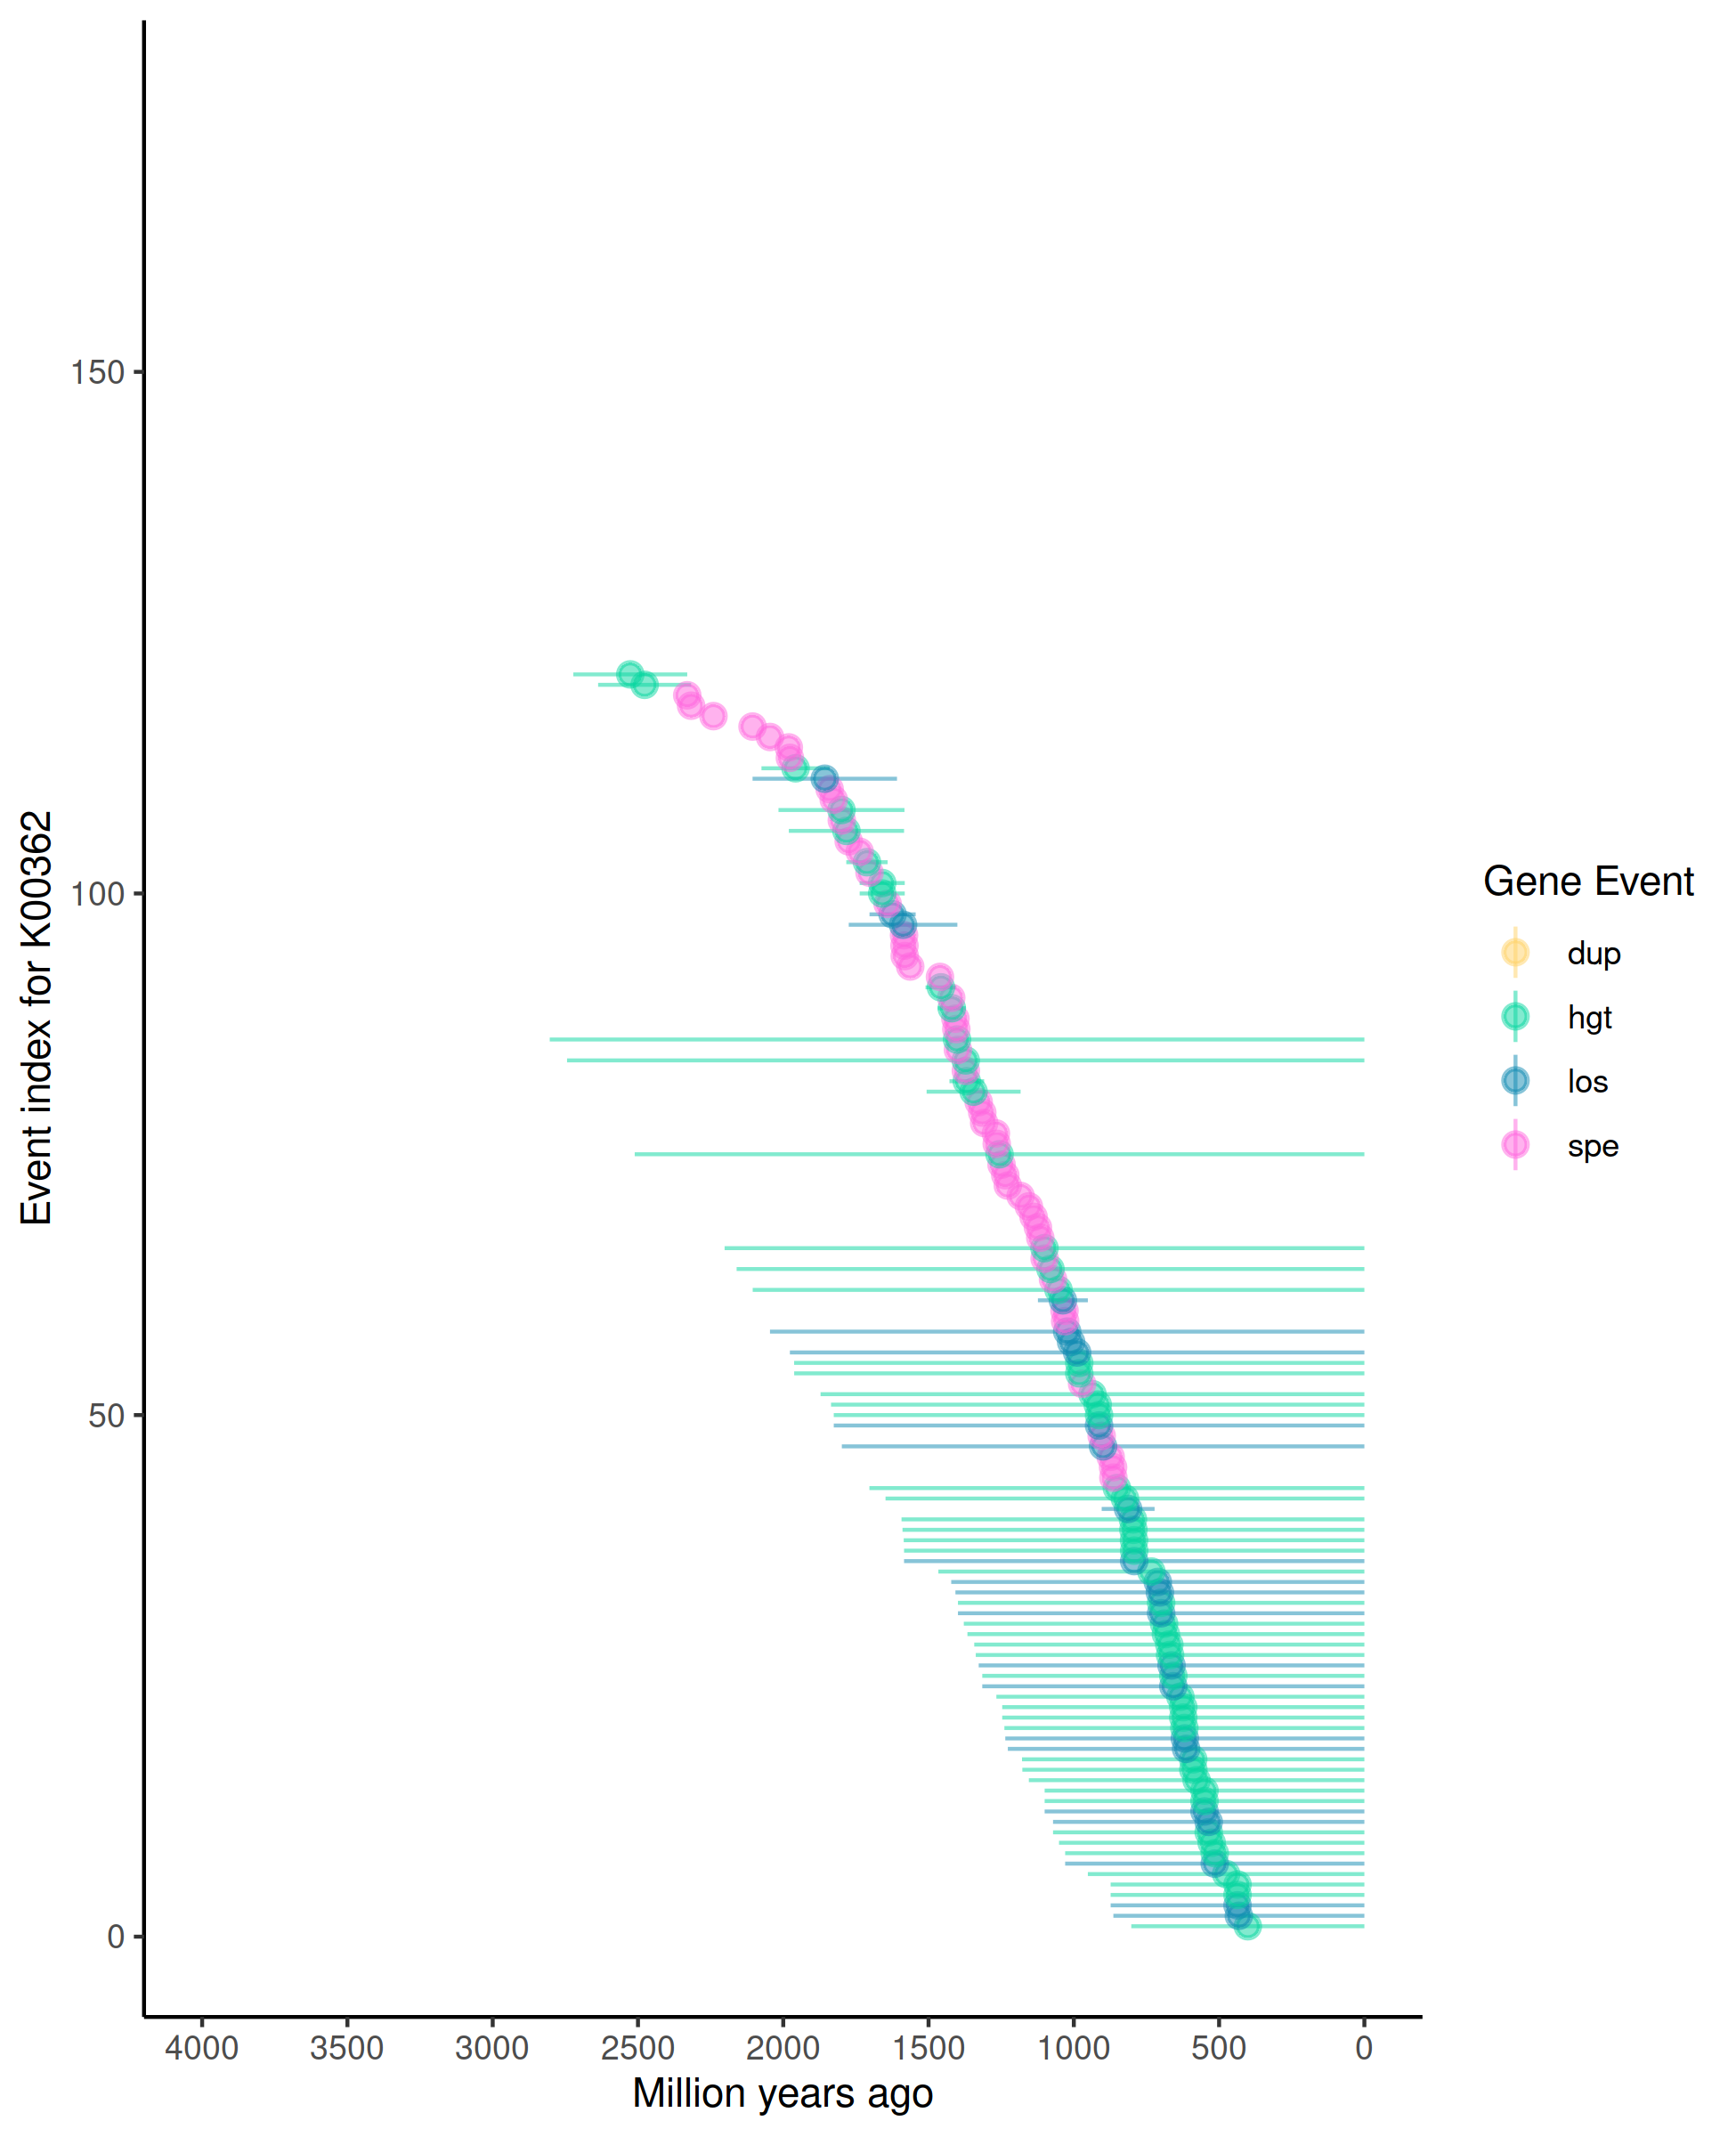 Event index for K00362
150
100
50
0
4000 3500 3000 2500 2000 1500 1000 500 0
Million years ago
Gene Event
dup
hgt
los
spe